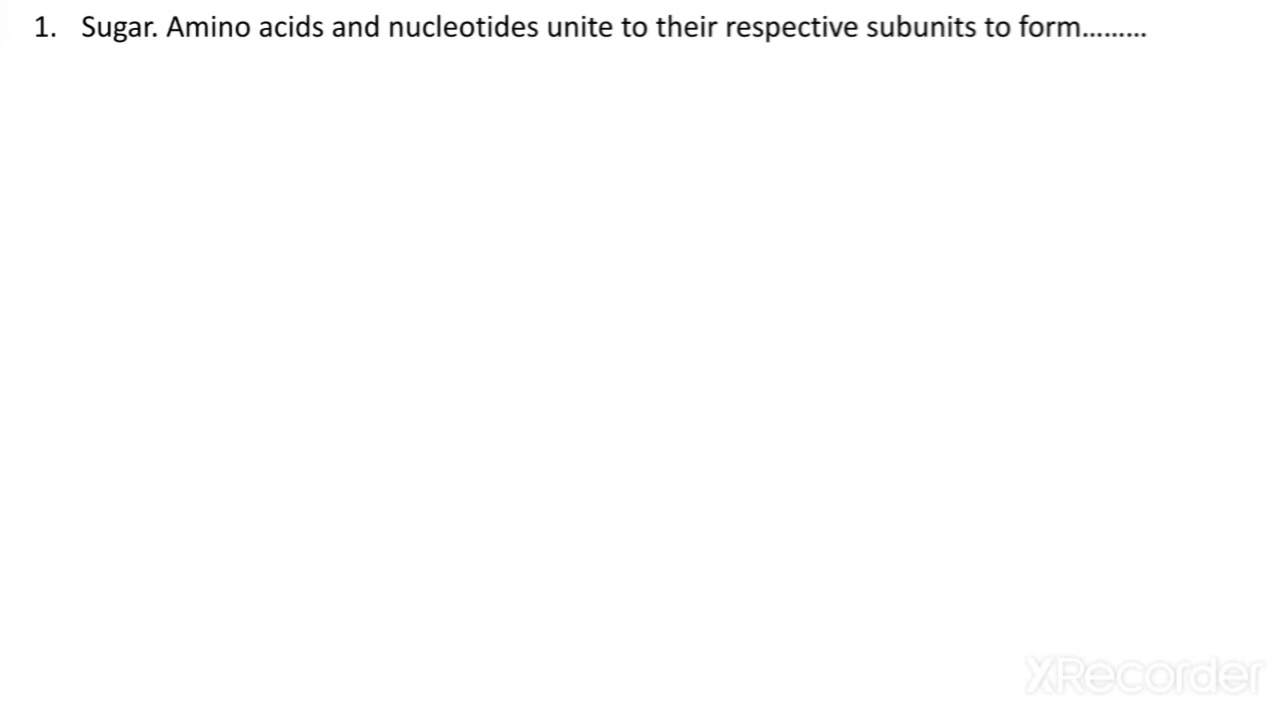 1. Sugar. Amino acids and nucleotides unite to their respective subunits to form.........
XRecorder